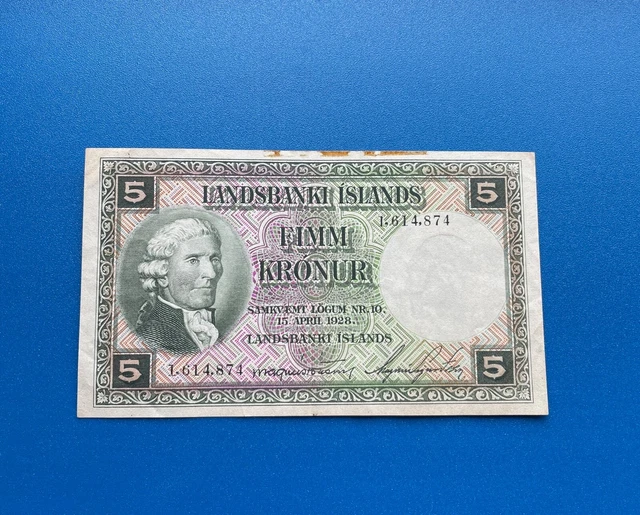 5 5
LANDSBANKI ÍSLANDS
1.614.874
FIMM
KRÓNUR
SAMKVÆMT LÖGUM NR. 10,
15. APRÍL 1928.
LANDSBANKI ÍSLANDS
1.614.874
5 5